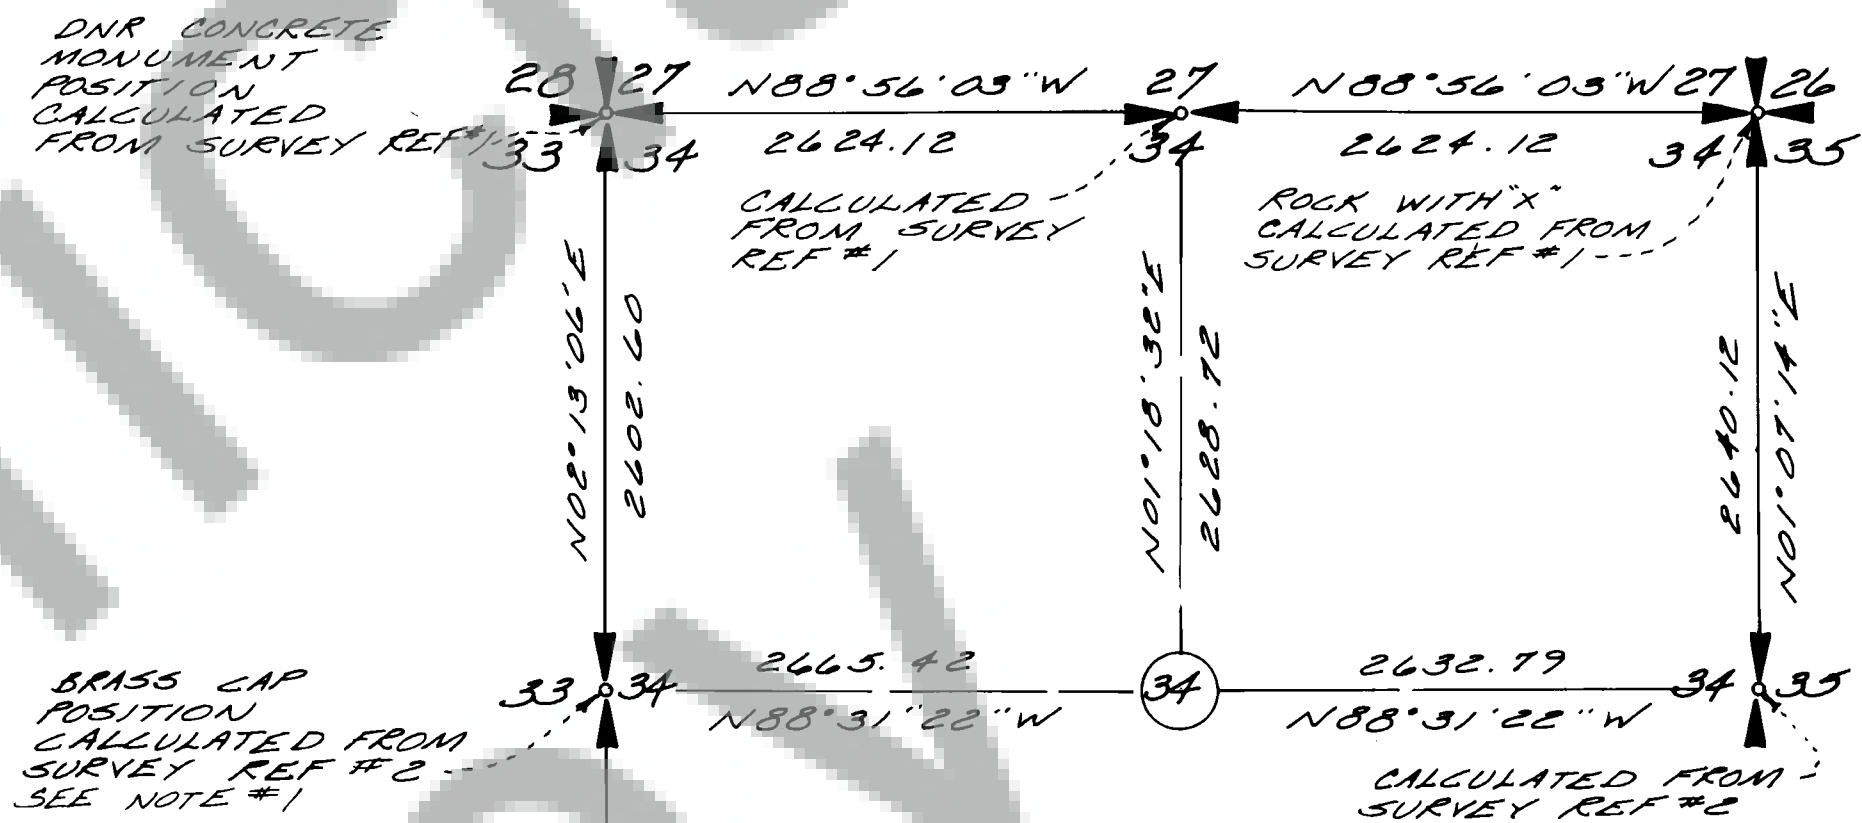 DNR CONCRETE
MONUMENT
POSITION
CALCULATED
FROM SURVEY REF#1
28 27
33 34
N88°56'03"W
2624.12
27
34
N88°56'03"W
2624.12
27 26
34 35
CALCULATED
FROM SURVEY
REF #1
ROCK WITH "X"
CALCULATED FROM
SURVEY REF #1
N02°13'06"E
2602.60
N01°18'32"E
2628.72
2640.12
N01°07'14"E
BRASS CAP
POSITION
CALCULATED FROM
SURVEY REF #2
SEE NOTE #1
33 34
2665.42
N88°31"22"W
34
2632.79
N88°31'22"W
34 35
CALCULATED FROM
SURVEY REF #2